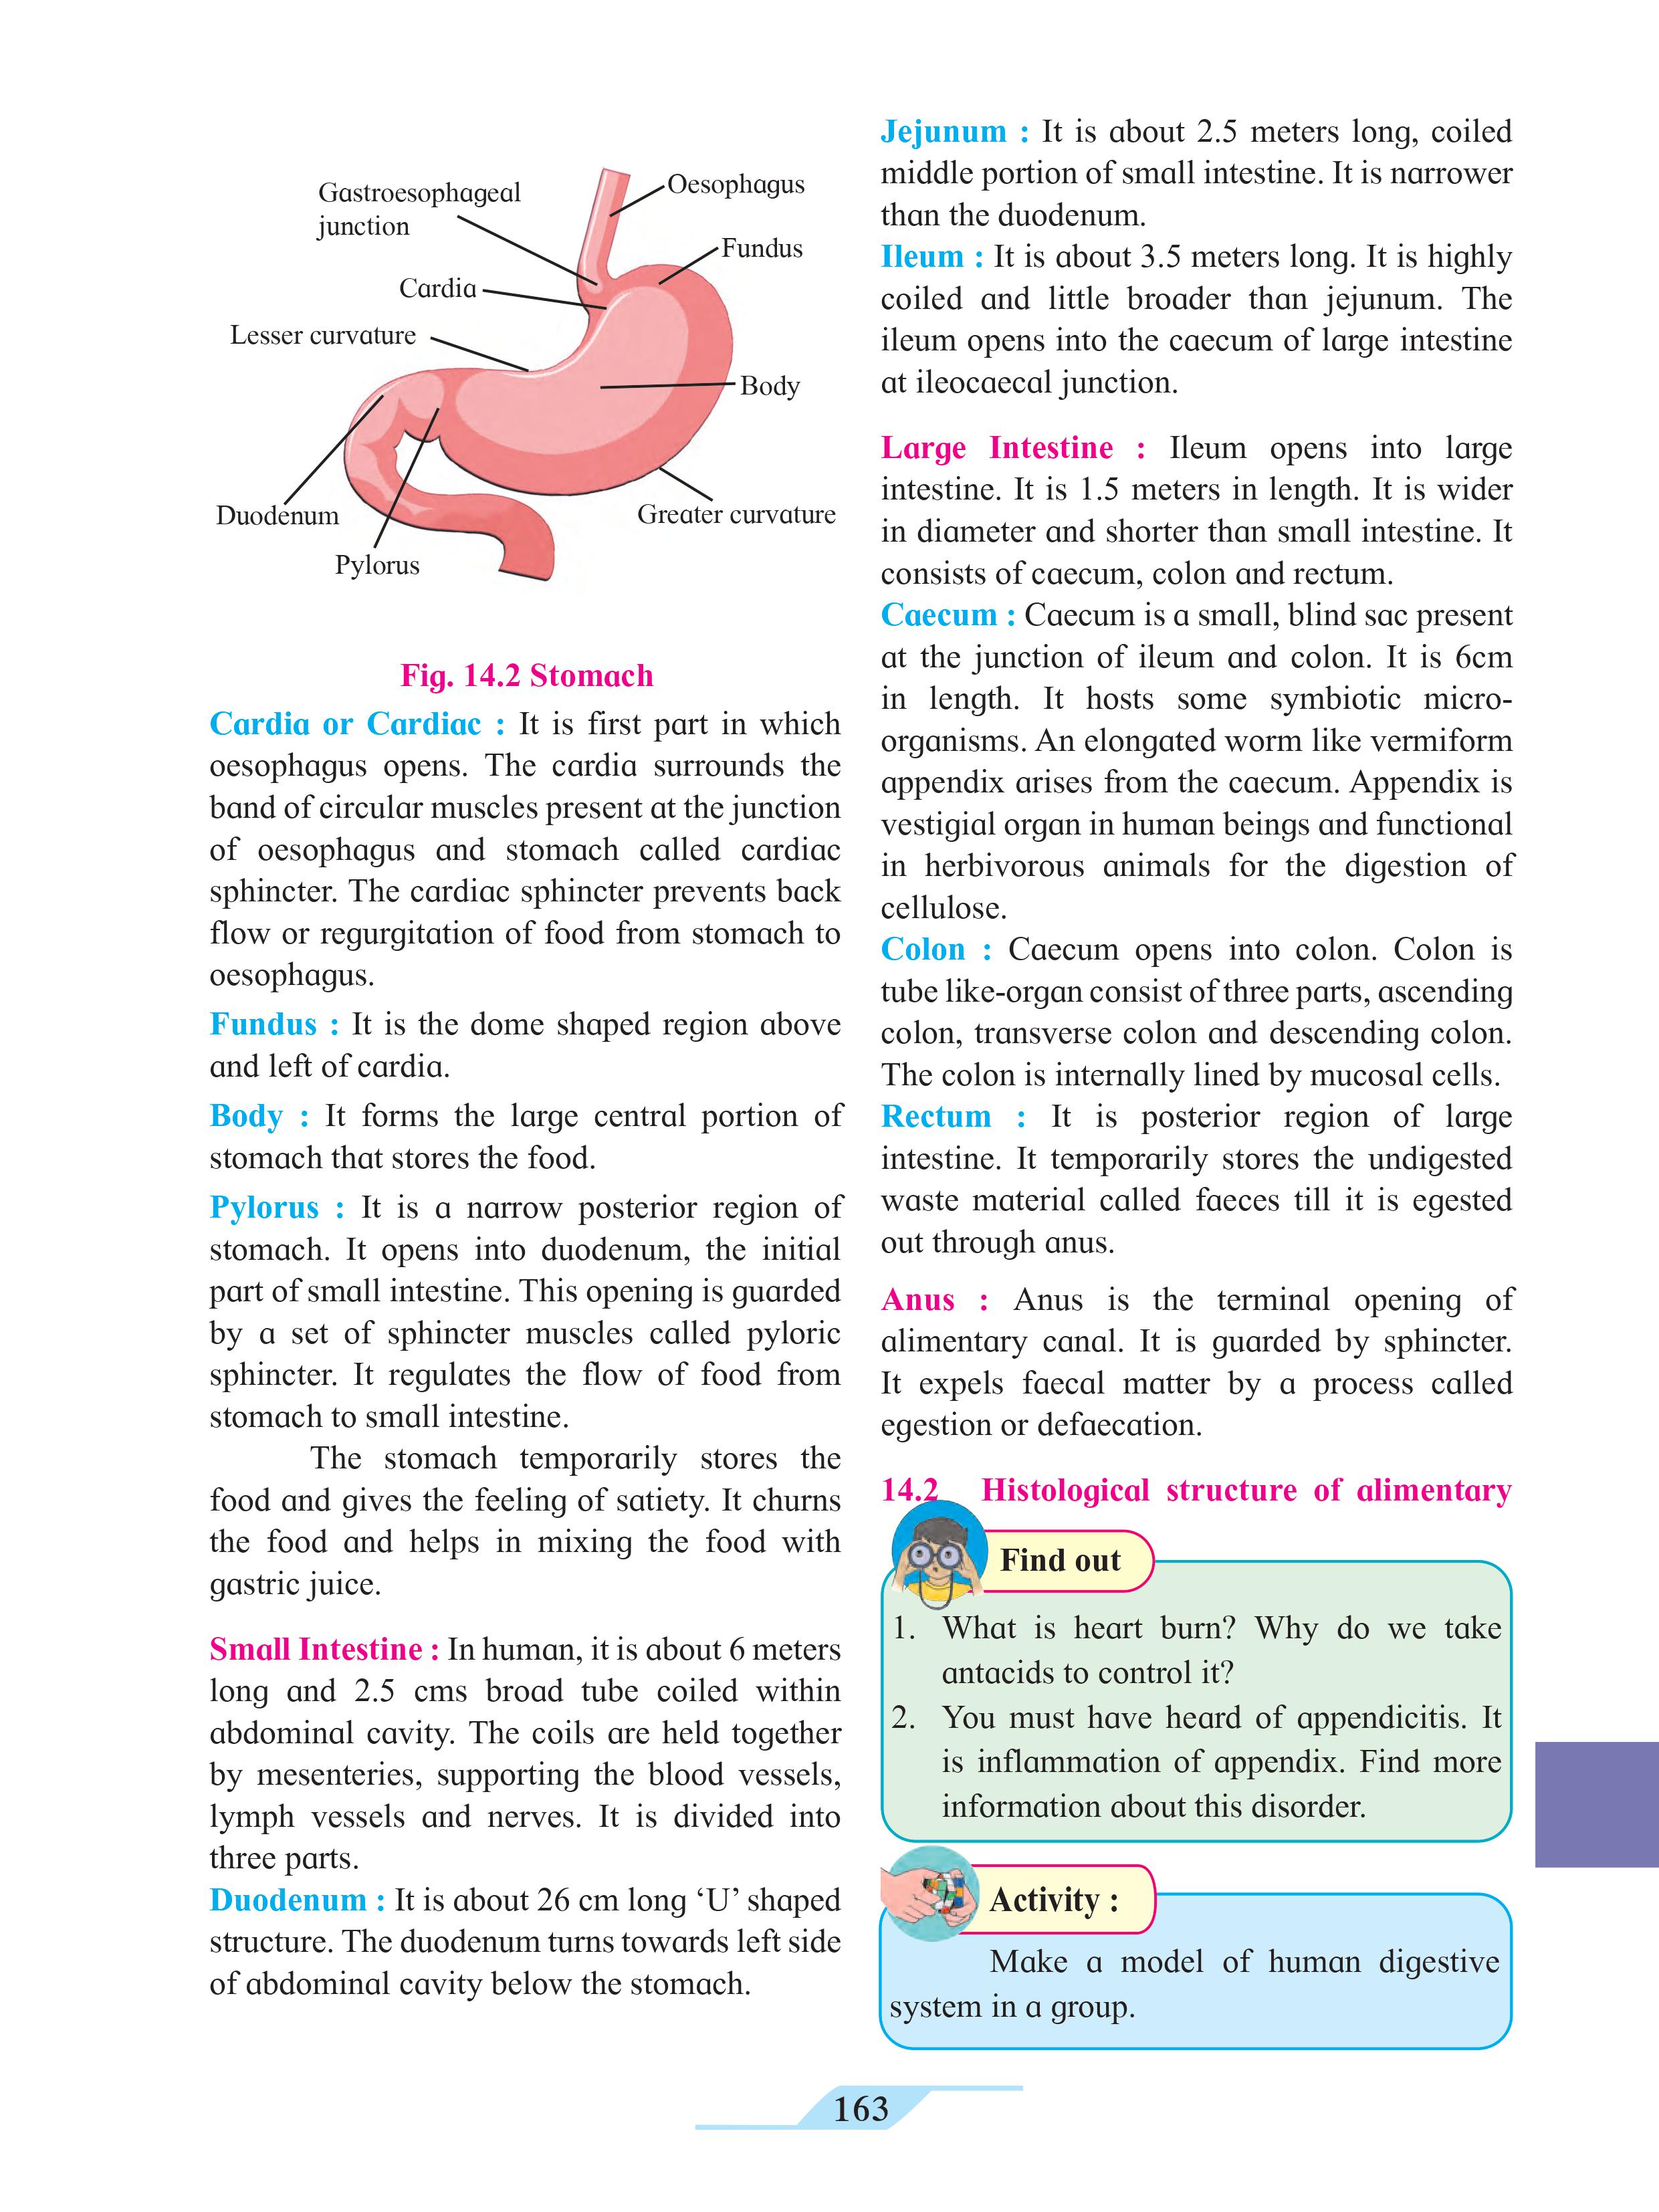 Gastroesophageal
junction
Oesophagus
Fundus
Cardia
Lesser curvature
Body
Duodenum
Greater curvature
Pylorus
Fig. 14.2 Stomach
Cardia or Cardiac : It is first part in which
oesophagus opens. The cardia surrounds the
band of circular muscles present at the junction
of oesophagus and stomach called cardiac
sphincter. The cardiac sphincter prevents back
flow or regurgitation of food from stomach to
oesophagus.
Fundus : It is the dome shaped region above
and left of cardia.
Body : It forms the large central portion of
stomach that stores the food.
Pylorus : It is a narrow posterior region of
stomach. It opens into duodenum, the initial
part of small intestine. This opening is guarded
by a set of sphincter muscles called pyloric
sphincter. It regulates the flow of food from
stomach to small intestine.
The stomach temporarily stores the
food and gives the feeling of satiety. It churns
the food and helps in mixing the food with
gastric juice.
Small Intestine : In human, it is about 6 meters
long and 2.5 cms broad tube coiled within
abdominal cavity. The coils are held together
by mesenteries, supporting the blood vessels,
lymph vessels and nerves. It is divided into
three parts.
Duodenum : It is about 26 cm long ‘U’ shaped
structure. The duodenum turns towards left side
of abdominal cavity below the stomach.
Jejunum : It is about 2.5 meters long, coiled
middle portion of small intestine. It is narrower
than the duodenum.
Ileum : It is about 3.5 meters long. It is highly
coiled and little broader than jejunum. The
ileum opens into the caecum of large intestine
at ileocaecal junction.
Large Intestine : Ileum opens into large
intestine. It is 1.5 meters in length. It is wider
in diameter and shorter than small intestine. It
consists of caecum, colon and rectum.
Caecum : Caecum is a small, blind sac present
at the junction of ileum and colon. It is 6cm
in length. It hosts some symbiotic micro-
organisms. An elongated worm like vermiform
appendix arises from the caecum. Appendix is
vestigial organ in human beings and functional
in herbivorous animals for the digestion of
cellulose.
Colon : Caecum opens into colon. Colon is
tube like-organ consist of three parts, ascending
colon, transverse colon and descending colon.
The colon is internally lined by mucosal cells.
Rectum : It is posterior region of large
intestine. It temporarily stores the undigested
waste material called faeces till it is egested
out through anus.
Anus : Anus is the terminal opening of
alimentary canal. It is guarded by sphincter.
It expels faecal matter by a process called
egestion or defaecation.
14.2 Histological structure of alimentary
Find out
1. What is heart burn? Why do we take
antacids to control it?
2. You must have heard of appendicitis. It
is inflammation of appendix. Find more
information about this disorder.
Activity :
Make a model of human digestive
system in a group.
163